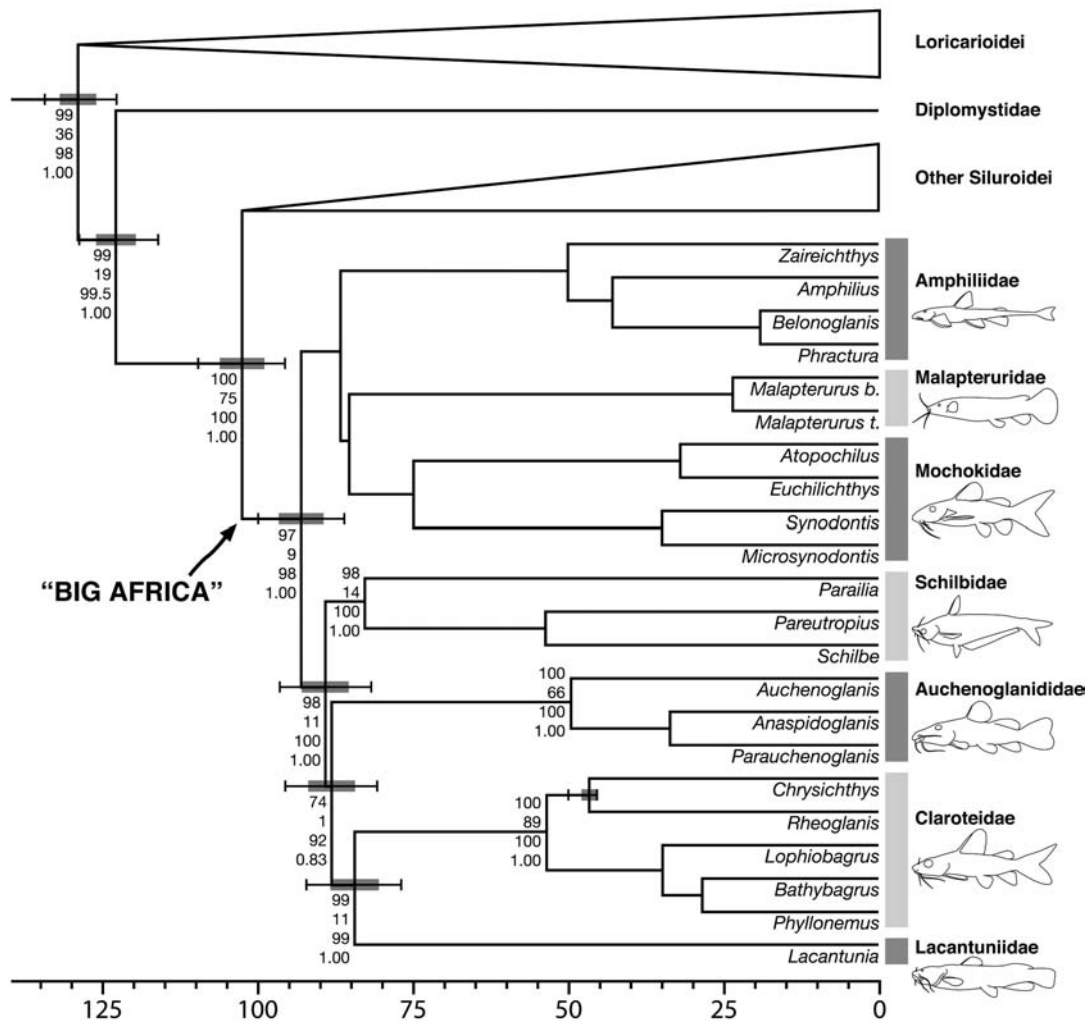 Loricarioidei
99
36
98
1.00
Diplomystidae
Other Siluroidei
99
19
99.5
1.00
Zaireichthys
Amphilius
Amphiliidae
Belonoglanis
Phractura
100
75
100
1.00
Malapterurus b.
Malapteruridae
Malapterurus t.
Atopochilus
Mochokidae
Euchilichthys
Synodontis
Microsynodontis
97
9
98
1.00
"BIG AFRICA"
98
14
100
1.00
Parailia
Schilbidae
Pareutropius
Schilbe
98
11
100
1.00
100
66
100
1.00
Auchenoglanis
Auchenoglanididae
Anaspidoglanis
Parauchenoglanis
74
1
92
0.83
100
89
100
1.00
Chrysichthys
Rheoglanis
Claroteidae
Lophiobagrus
Bathybagrus
Phyllonemus
99
11
99
1.00
Lacantunia
Lacantuniidae
125 100 75 50 25 0